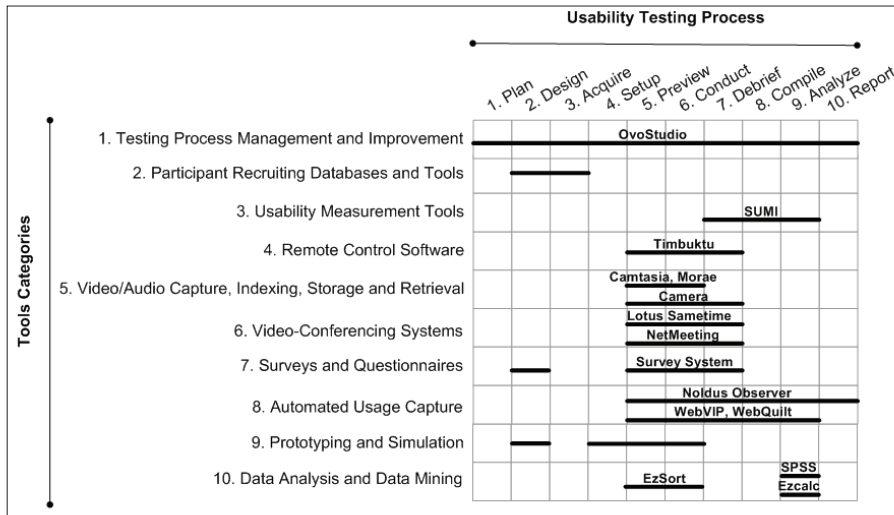 Usability Testing Process
1. Plan
2. Design
3. Acquire
4. Setup
5. Preview
6. Conduct
7. Debrief
8. Compile
9. Analyze
10. Report
Tools Categories
1. Testing Process Management and Improvement
OvoStudio
2. Participant Recruiting Databases and Tools
3. Usability Measurement Tools
SUMI
4. Remote Control Software
Timbuktu
5. Video/Audio Capture, Indexing, Storage and Retrieval
Camtasia, Morae
Camera
6. Video-Conferencing Systems
Lotus Sametime
NetMeeting
7. Surveys and Questionnaires
Survey System
8. Automated Usage Capture
Noldus Observer
WebVIP, WebQuilt
9. Prototyping and Simulation
10. Data Analysis and Data Mining
EzSort
SPSS
Ezcalc